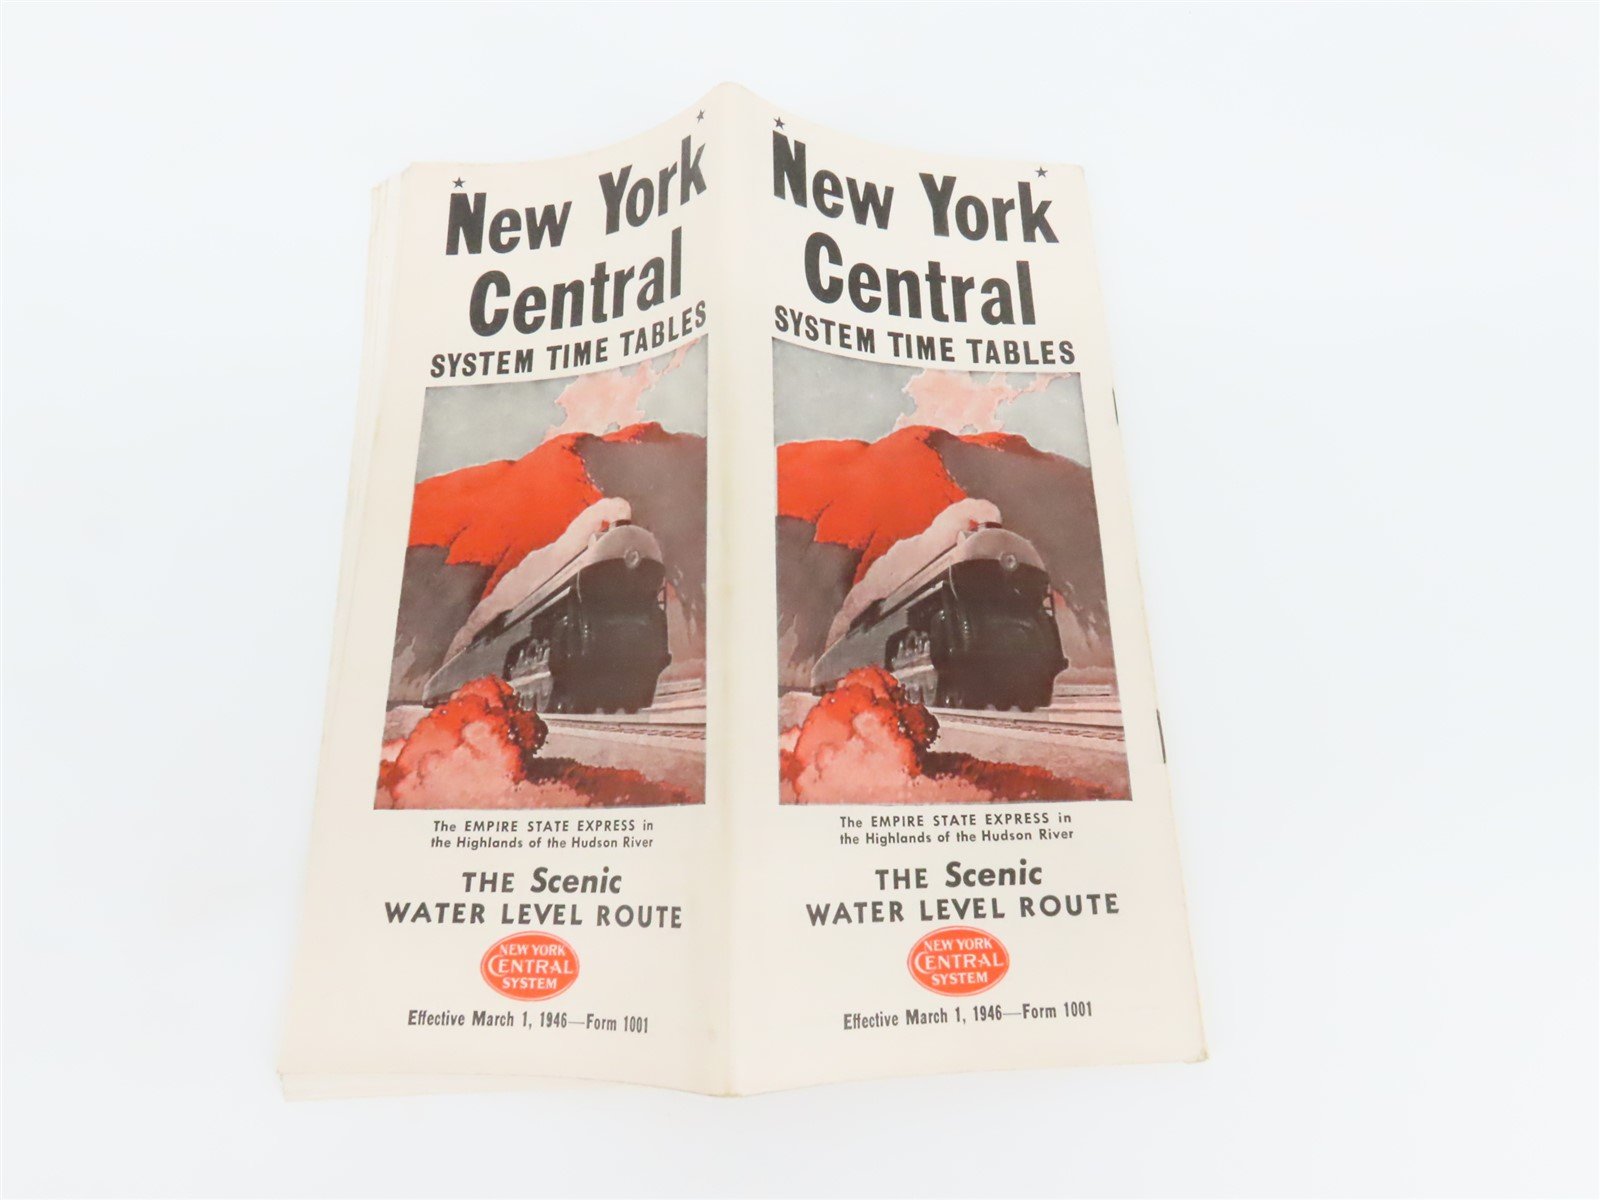 New York
Central
SYSTEM TIME TABLES
The EMPIRE STATE EXPRESS in
the Highlands of the Hudson River
THE Scenic
WATER LEVEL ROUTE
NEW YORK
CENTRAL
SYSTEM
Effective March 1, 1946—Form 1001
New York
Central
SYSTEM TIME TABLES
The EMPIRE STATE EXPRESS in
the Highlands of the Hudson River
THE Scenic
WATER LEVEL ROUTE
NEW YORK
CENTRAL
SYSTEM
Effective March 1, 1946—Form 1001